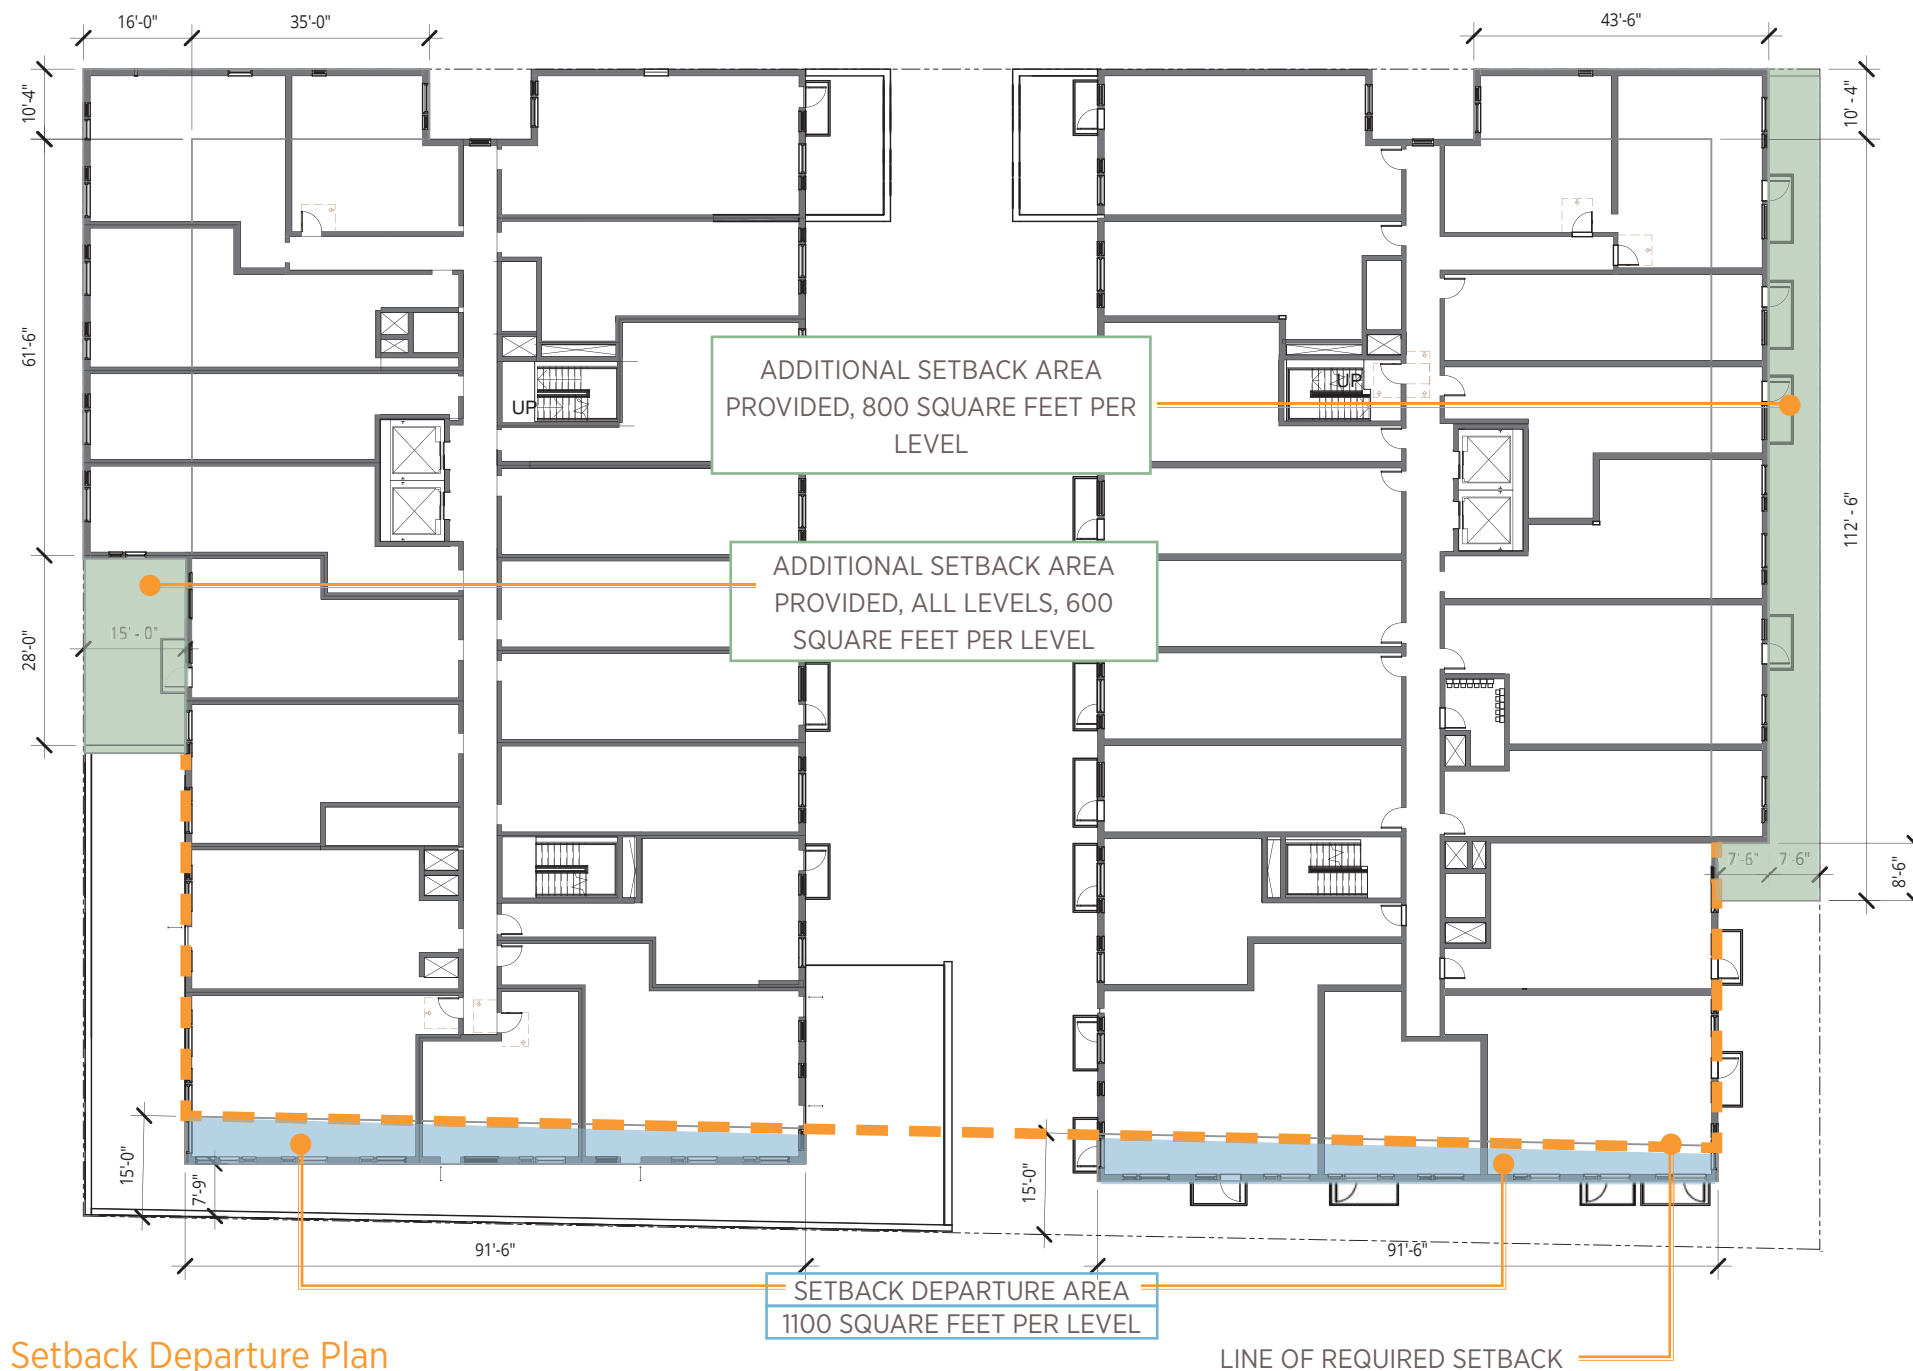 16'-0"
35'-0"
43'-6"
10'-4"
10' - 4"
61'-6"
ADDITIONAL SETBACK AREA
PROVIDED, 800 SQUARE FEET PER
LEVEL
UP
UP
112' - 6"
ADDITIONAL SETBACK AREA
PROVIDED, ALL LEVELS, 600
SQUARE FEET PER LEVEL
15' - 0"
28'-0"
7'-6"
7'-6"
8'-6"
15'-0"
7'-9"
15'-0"
91'-6"
91'-6"
SETBACK DEPARTURE AREA
1100 SQUARE FEET PER LEVEL
Setback Departure Plan
LINE OF REQUIRED SETBACK